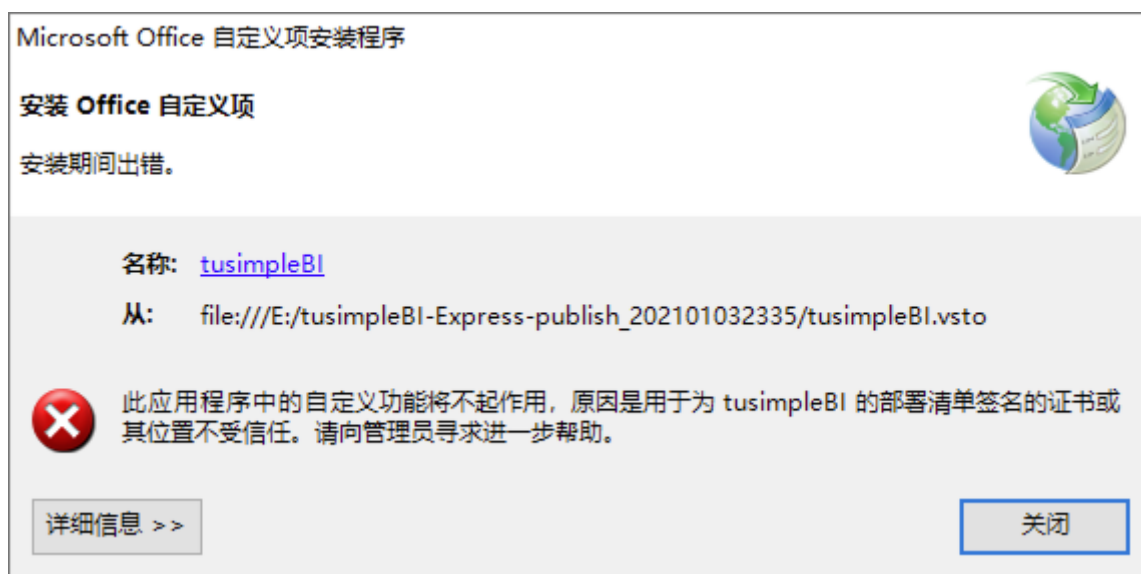 Microsoft Office 自定义项安装程序
安装 Office 自定义项
安装期间出错。
名称: tusimpleBI
从: file:///E:/tusimpleBI-Express-publish_202101032335/tusimpleBI.vsto
此应用程序中的自定义功能将不起作用，原因是用于为 tusimpleBI 的部署清单签名的证书或
其位置不受信任。请向管理员寻求进一步帮助。
详细信息 >>
关闭